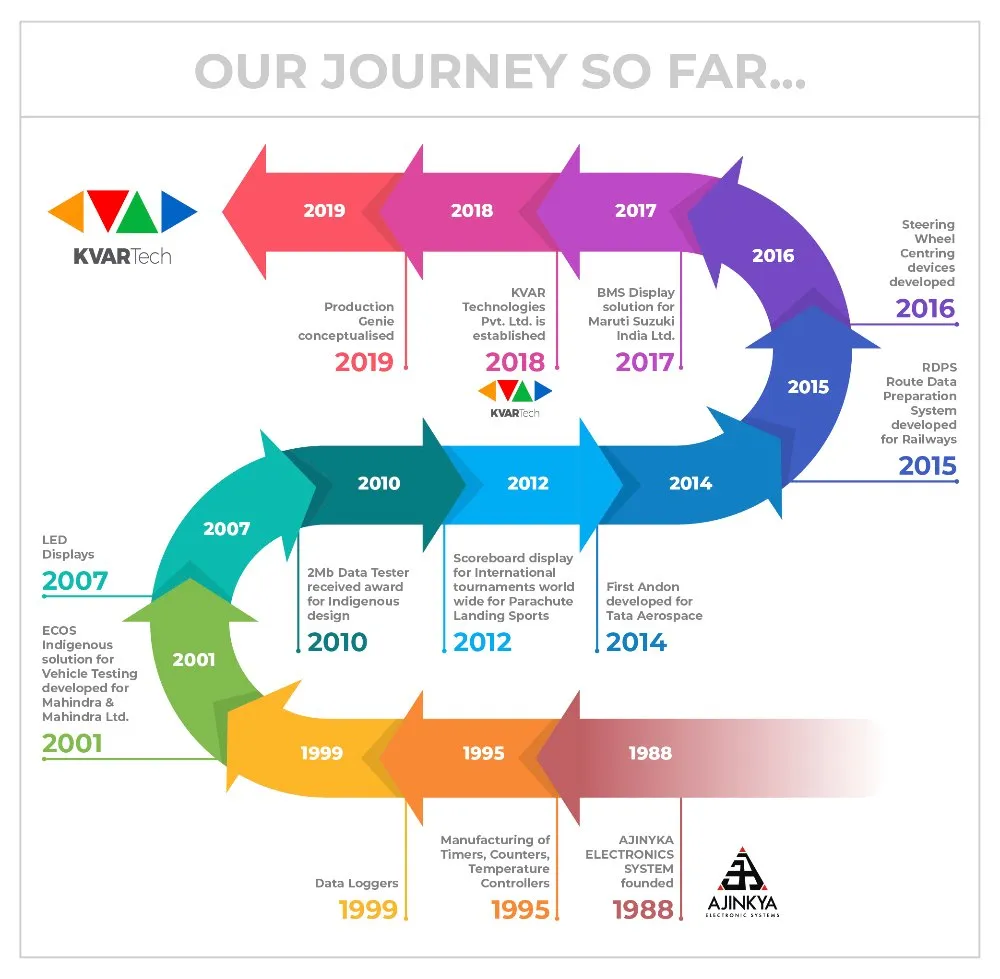 OUR JOURNEY SO FAR...
KVARTech
2019
2018
2017
2016
Steering
Wheel
Centring
devices
developed
2016
Production
Genie
conceptualised
2019
KVAR
Technologies
Pvt. Ltd. is
established
2018
KVARTech
BMS Display
solution for
Maruti Suzuki
India Ltd.
2017
2015
RDPS
Route Data
Preparation
System
developed
for Railways
2015
2007
2010
2012
2014
LED
Displays
2007
2Mb Data Tester
received award
for Indigenous
design
2010
Scoreboard display
for International
tournaments world
wide for Parachute
Landing Sports
2012
First Andon
developed for
Tata Aerospace
2014
ECOS
Indigenous
solution for
Vehicle Testing
developed for
Mahindra &
Mahindra Ltd.
2001
2001
1999
1995
1988
Data Loggers
1999
Manufacturing of
Timers, Counters,
Temperature
Controllers
1995
AJINYKA
ELECTRONICS
SYSTEM
founded
1988
AJINKYA
ELECTRONIC SYSTEMS